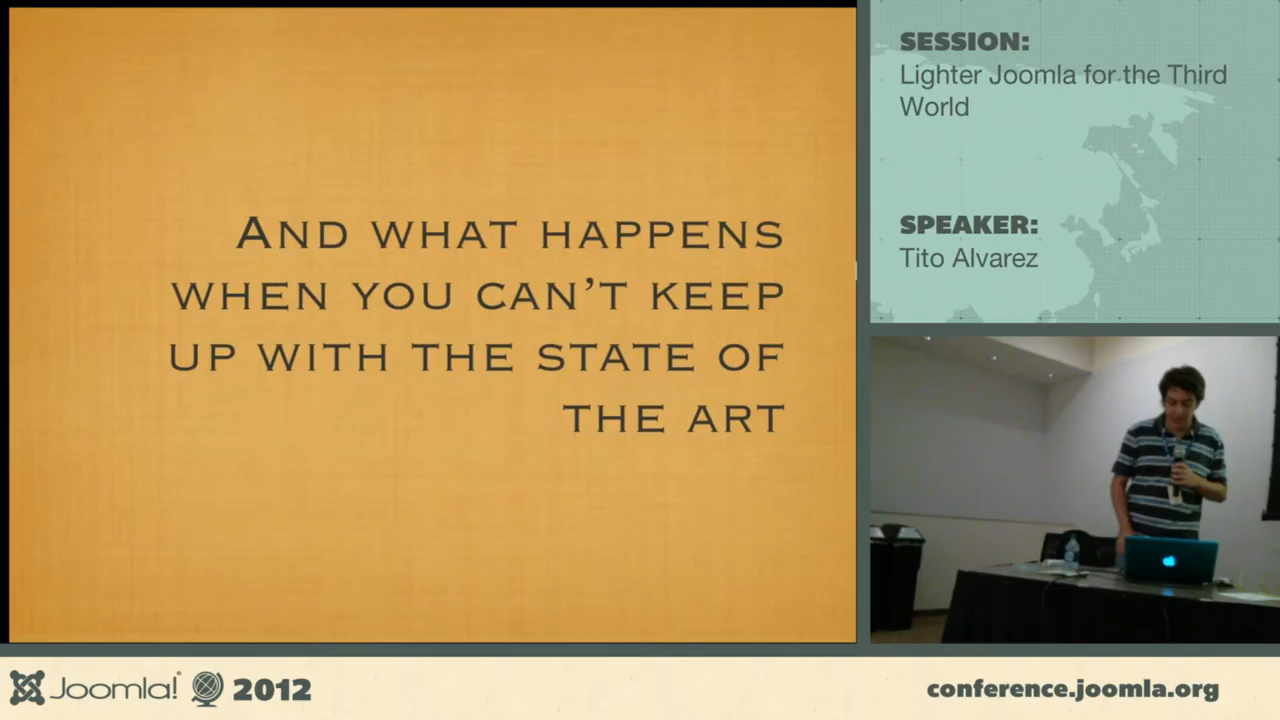 And what happens
when you can't keep
up with the state of
the art
SESSION:
Lighter Joomla for the Third
World
SPEAKER:
Tito Alvarez
Joomla! 2012
conference.joomla.org